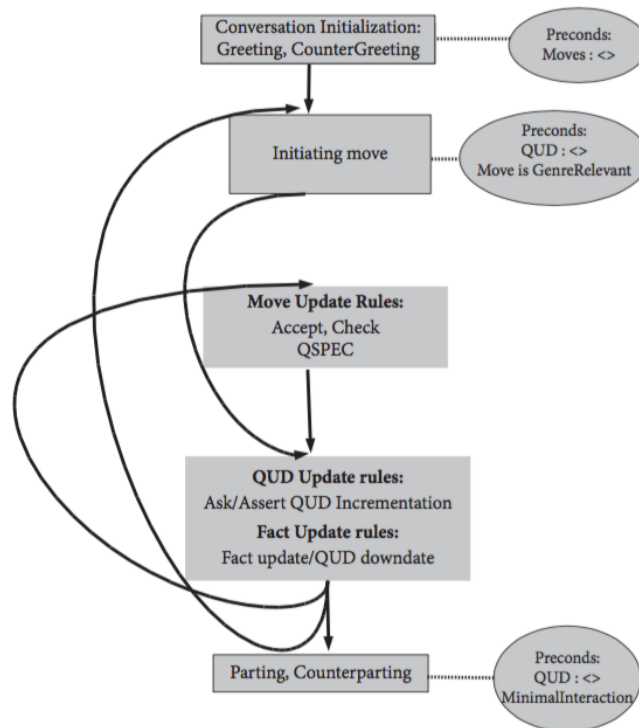 Conversation Initialization:
Greeting, CounterGreeting
Preconds:
Moves : <>
Initiating move
Preconds:
QUD : <>
Move is GenreRelevant
Move Update Rules:
Accept, Check
QSPEC
QUD Update rules:
Ask/Assert QUD Incrementation
Fact Update rules:
Fact update/QUD downdate
Parting, Counterparting
Preconds:
QUD : <>
MinimalInteraction